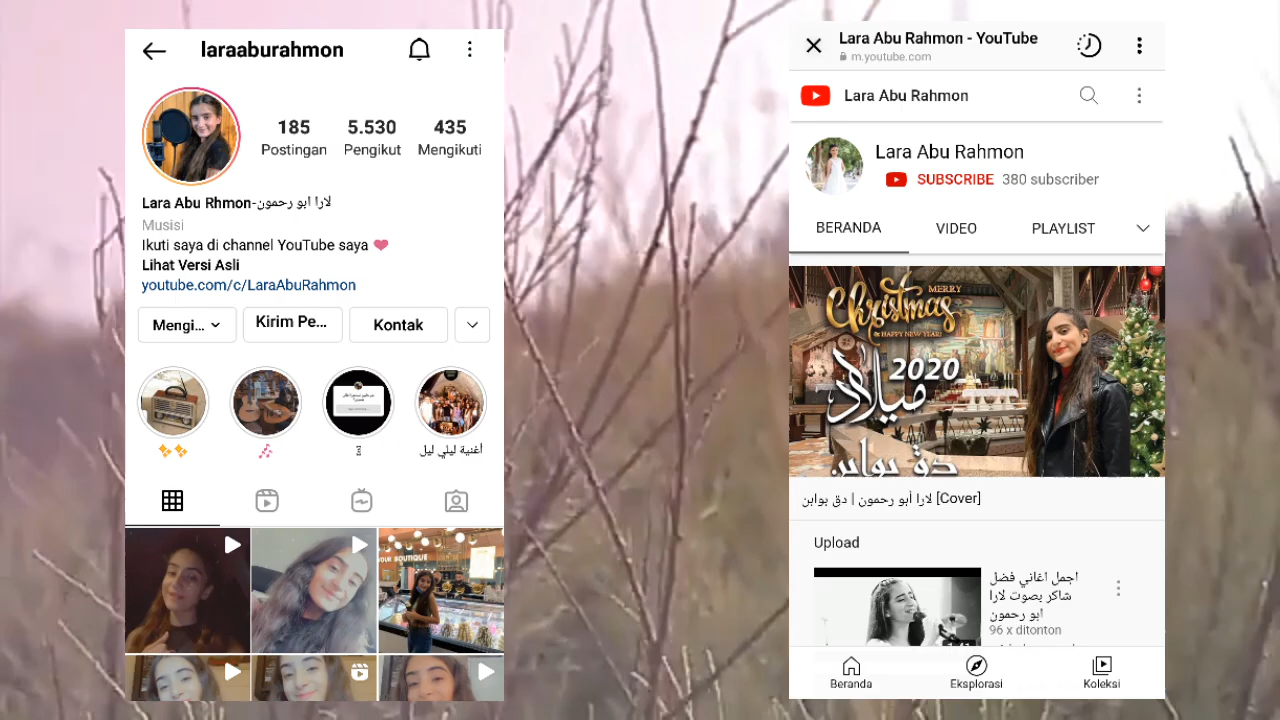 laraaburahmon
185
5.530
435
Postingan
Pengikut
Mengikuti
Lara Abu Rhmon-لارا ابو رحمون
Musisi
Ikuti saya di channel YouTube saya ❤
Lihat Versi Asli
youtube.com/c/LaraAbuRahmon
Mengi...
Kirim Pe...
Kontak
أغنية ليلي ليل
YOUR BOUTIQUE
Lara Abu Rahmon - YouTube
m.youtube.com
Lara Abu Rahmon
Lara Abu Rahmon
SUBSCRIBE 380 subscriber
BERANDA
VIDEO
PLAYLIST
MERRY
Christmas
& HAPPY NEW YEAR
2020
ميلاد
دق بوابن
لارا أبو رحمون | دق بوابن [Cover]
Upload
اجمل اغاني فضل
شاكر بصوت لارا
ابو رحمون
96 x ditonton
Beranda
Eksplorasi
Koleksi